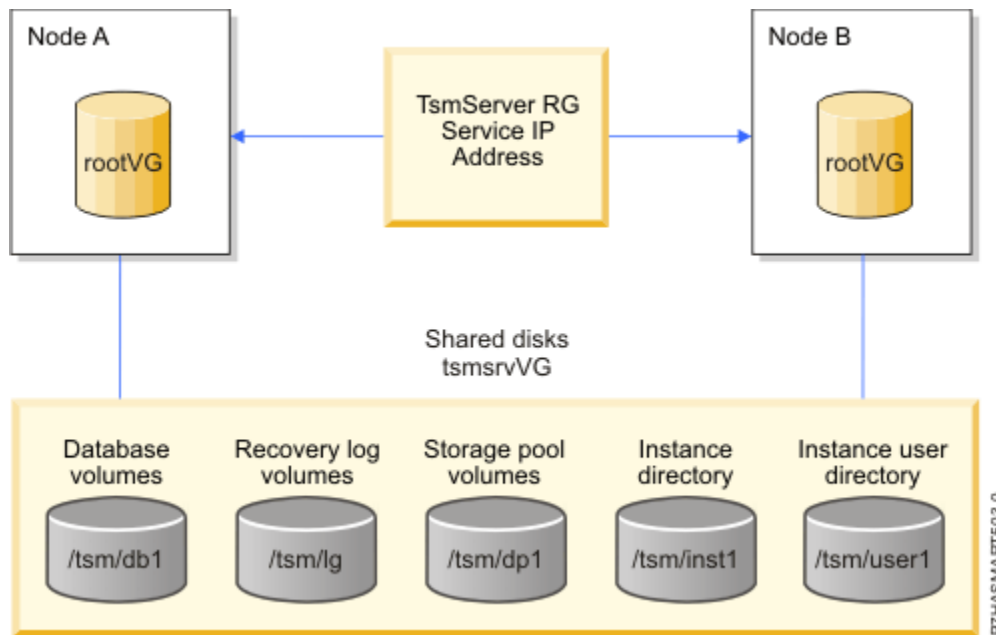 Node A
rootVG
TsmServer RG
Service IP
Address
Node B
rootVG
Shared disks
tsmsrvVG
Database
volumes
/tsm/db1
Recovery log
volumes
/tsm/lg
Storage pool
volumes
/tsm/dp1
Instance
directory
/tsm/inst1
Instance user
directory
/tsm/user1